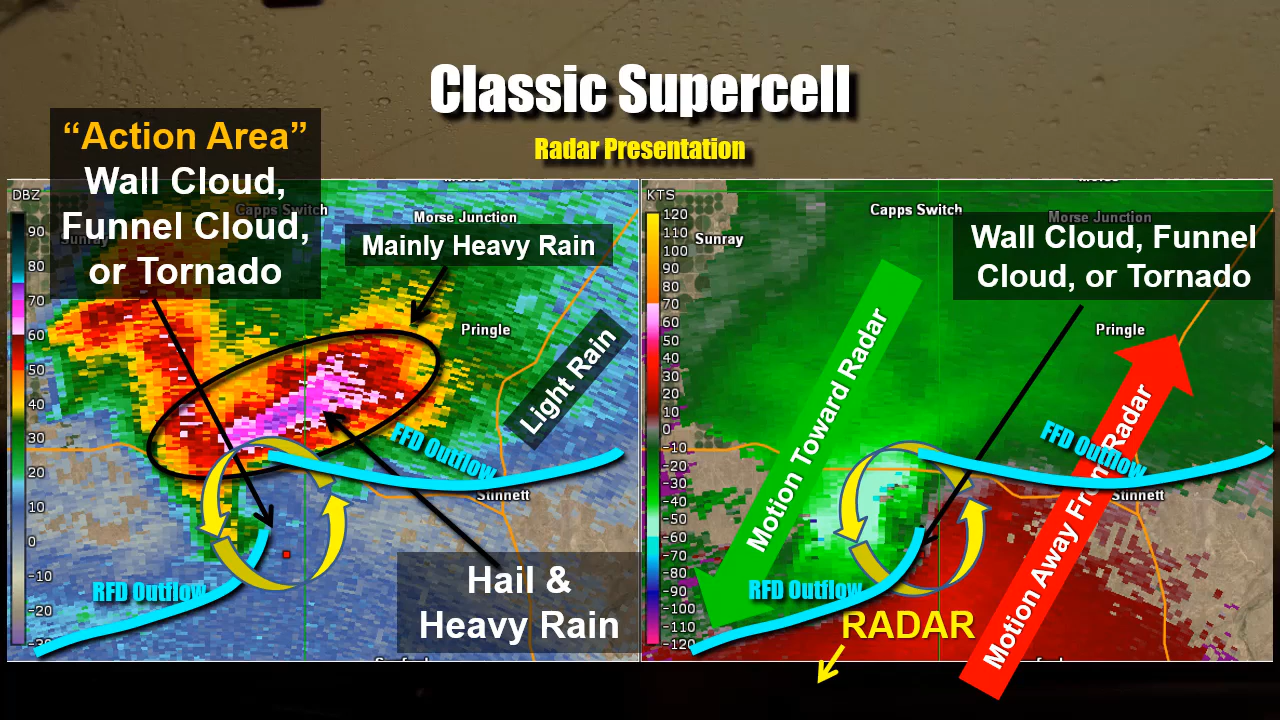 Classic Supercell
Radar Presentation
“Action Area”
Wall Cloud,
Funnel Cloud,
or Tornado
DBZ
90
80
70
60
50
40
30
20
10
0
-10
-20
Capps Switch
Sunray
Morse Junction
Mainly Heavy Rain
Pringle
Light Rain
FFD Outflow
Stinnett
RFD Outflow
Hail &
Heavy Rain
KTS
120
110
100
90
80
70
60
50
40
30
20
10
0
-10
-20
-30
-40
-50
-60
-70
-80
-90
-100
-110
-120
Capps Switch
Morse Junction
Sunray
Wall Cloud, Funnel
Cloud, or Tornado
Pringle
Motion Toward Radar
Motion Away From Radar
FFD Outflow
Stinnett
RFD Outflow
RADAR